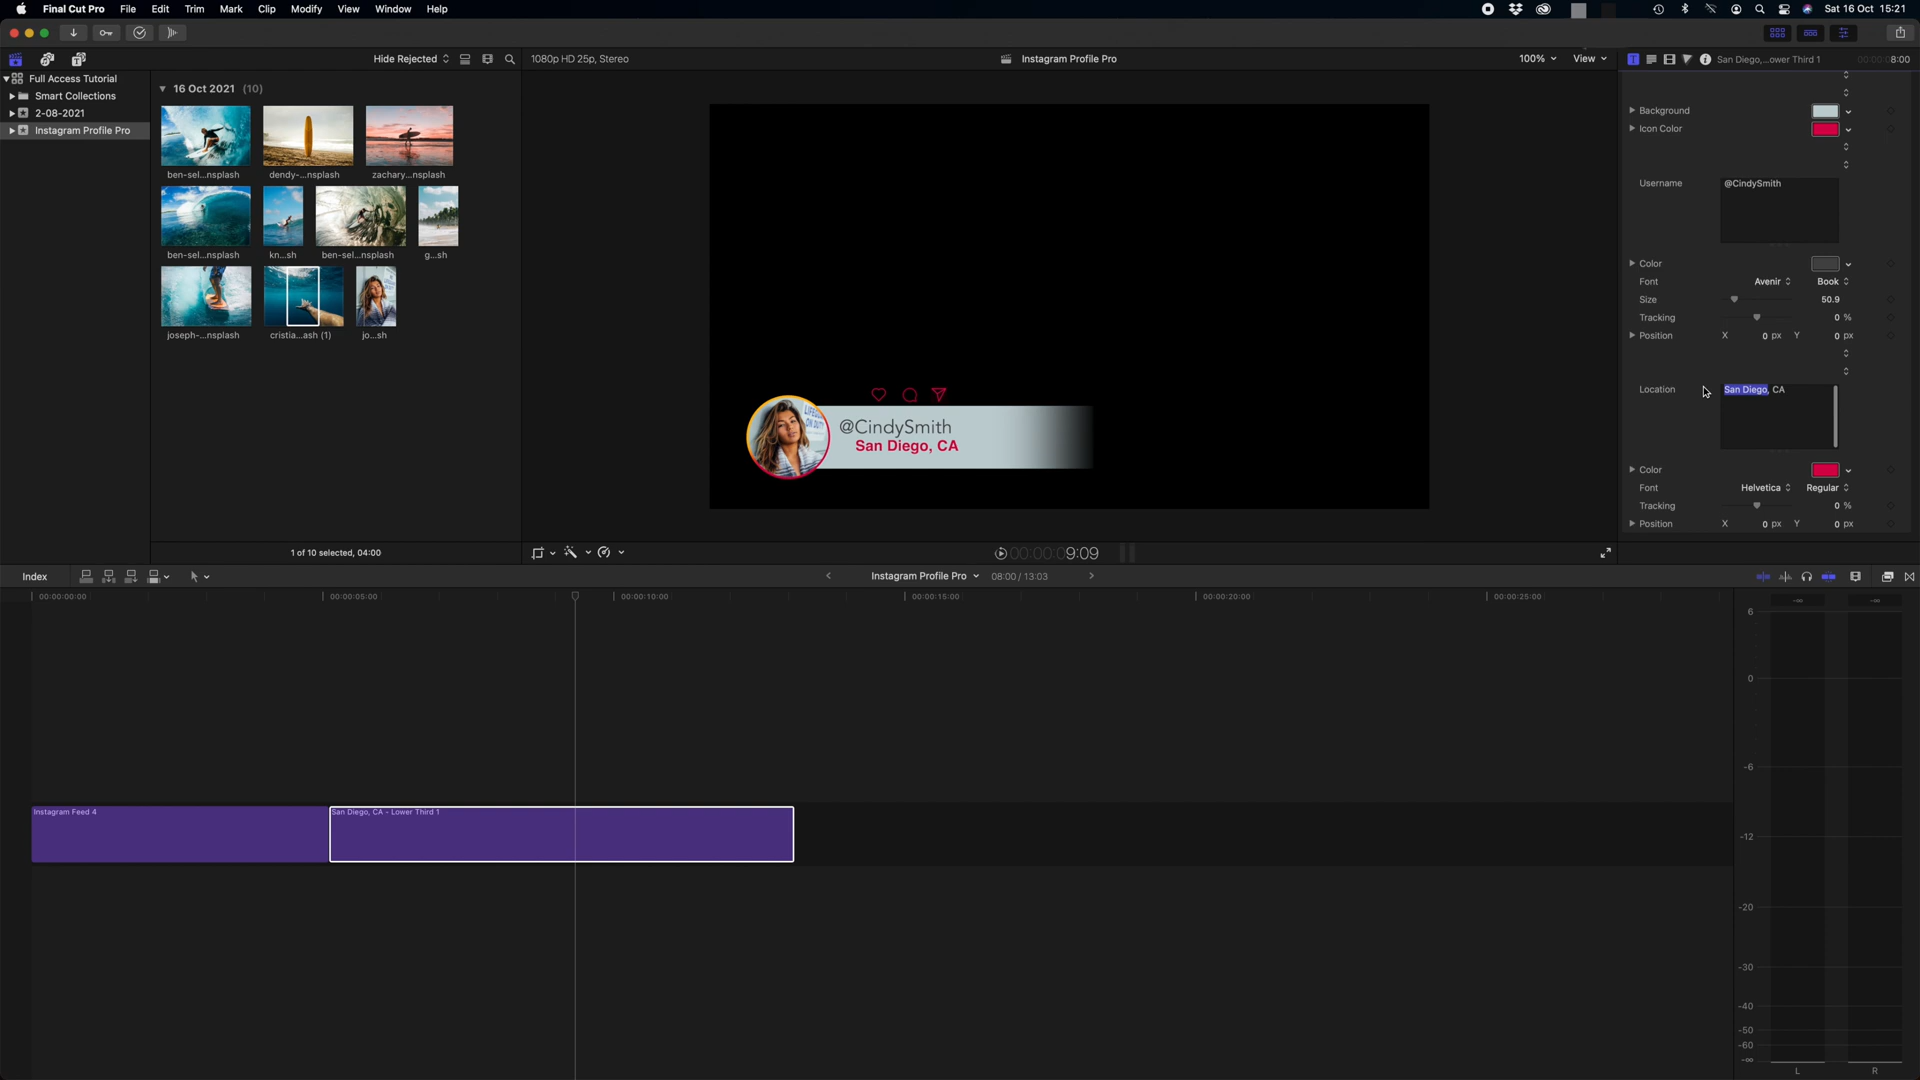 Final Cut Pro File Edit Trim Mark Clip Modify View Window Help Sat 16 Oct 15:21
Hide Rejected 1080p HD 25p, Stereo Instagram Profile Pro 100% View San Diego,...ower Third 1 00:00:08:00
Full Access Tutorial
Smart Collections
2-08-2021
Instagram Profile Pro
16 Oct 2021 (10)
ben-sel...nsplash dendy-...nsplash zachary...nsplash
ben-sel...nsplash kn...sh ben-sel...nsplash g...sh
joseph-...nsplash cristia...ash (1) jo...sh
1 of 10 selected, 04:00
@CindySmith
San Diego, CA
00:00:00:09:09
Background
Icon Color
Username @CindySmith
Color
Font Avenir Book
Size 50.9
Tracking 0 %
Position X 0 px Y 0 px
Location San Diego, CA
Color
Font Helvetica Regular
Tracking 0 %
Position X 0 px Y 0 px
Index Instagram Profile Pro 08:00 / 13:03
00:00:00:00 00:00:05:00 00:00:10:00 00:00:15:00 00:00:20:00 00:00:25:00
Instagram Feed 4 San Diego, CA - Lower Third 1
-∞ -∞
6
0
-6
-12
-20
-30
-40
-50
-60
-∞
L R